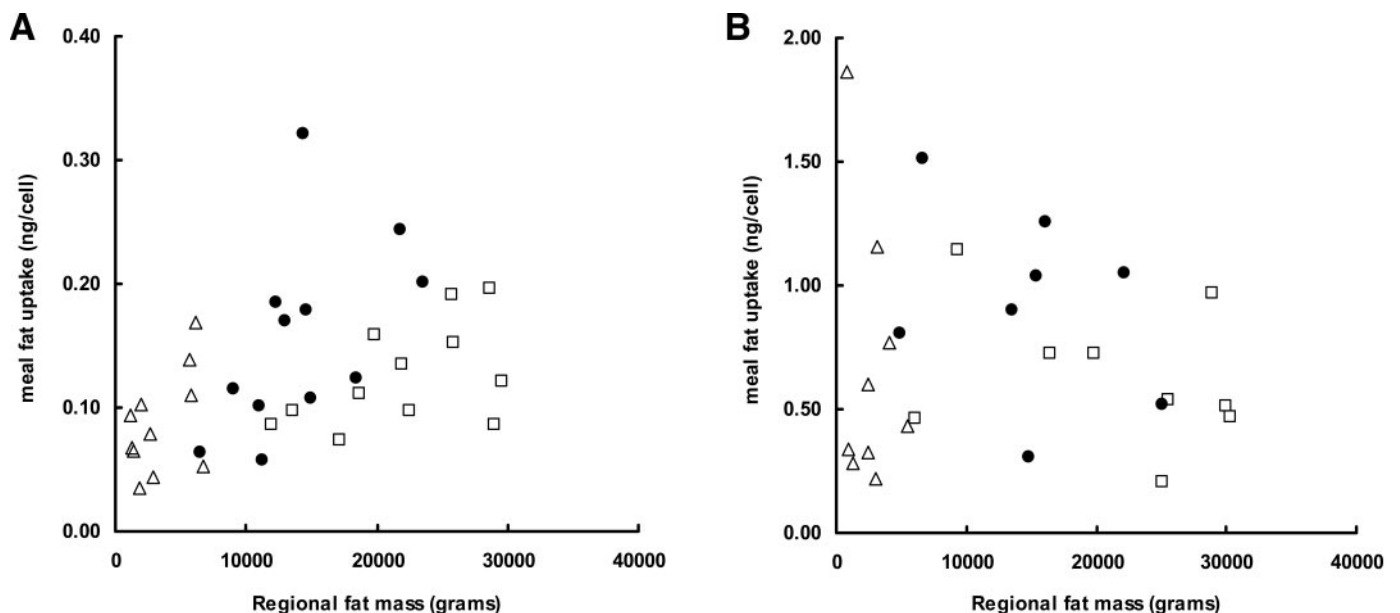 A
0.40
0.30
0.20
0.10
0.00
meal fat uptake (ng/cell)
0 10000 20000 30000 40000
Regional fat mass (grams)
B
2.00
1.50
1.00
0.50
0.00
meal fat uptake (ng/cell)
0 10000 20000 30000 40000
Regional fat mass (grams)